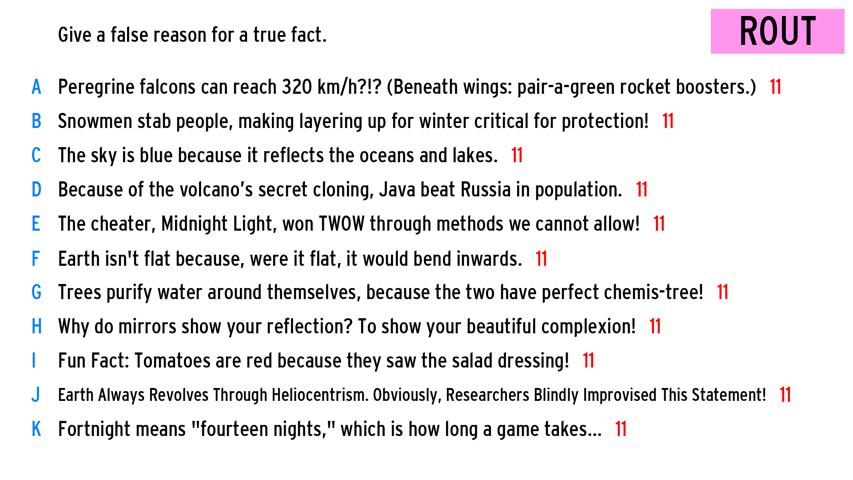 Give a false reason for a true fact.
ROUT
A Peregrine falcons can reach 320 km/h?!? (Beneath wings: pair-a-green rocket boosters.) 11
B Snowmen stab people, making layering up for winter critical for protection! 11
C The sky is blue because it reflects the oceans and lakes. 11
D Because of the volcano's secret cloning, Java beat Russia in population. 11
E The cheater, Midnight Light, won TWOW through methods we cannot allow! 11
F Earth isn't flat because, were it flat, it would bend inwards. 11
G Trees purify water around themselves, because the two have perfect chemis-tree! 11
H Why do mirrors show your reflection? To show your beautiful complexion! 11
I Fun Fact: Tomatoes are red because they saw the salad dressing! 11
J Earth Always Revolves Through Heliocentrism. Obviously, Researchers Blindly Improvised This Statement! 11
K Fortnight means "fourteen nights," which is how long a game takes... 11